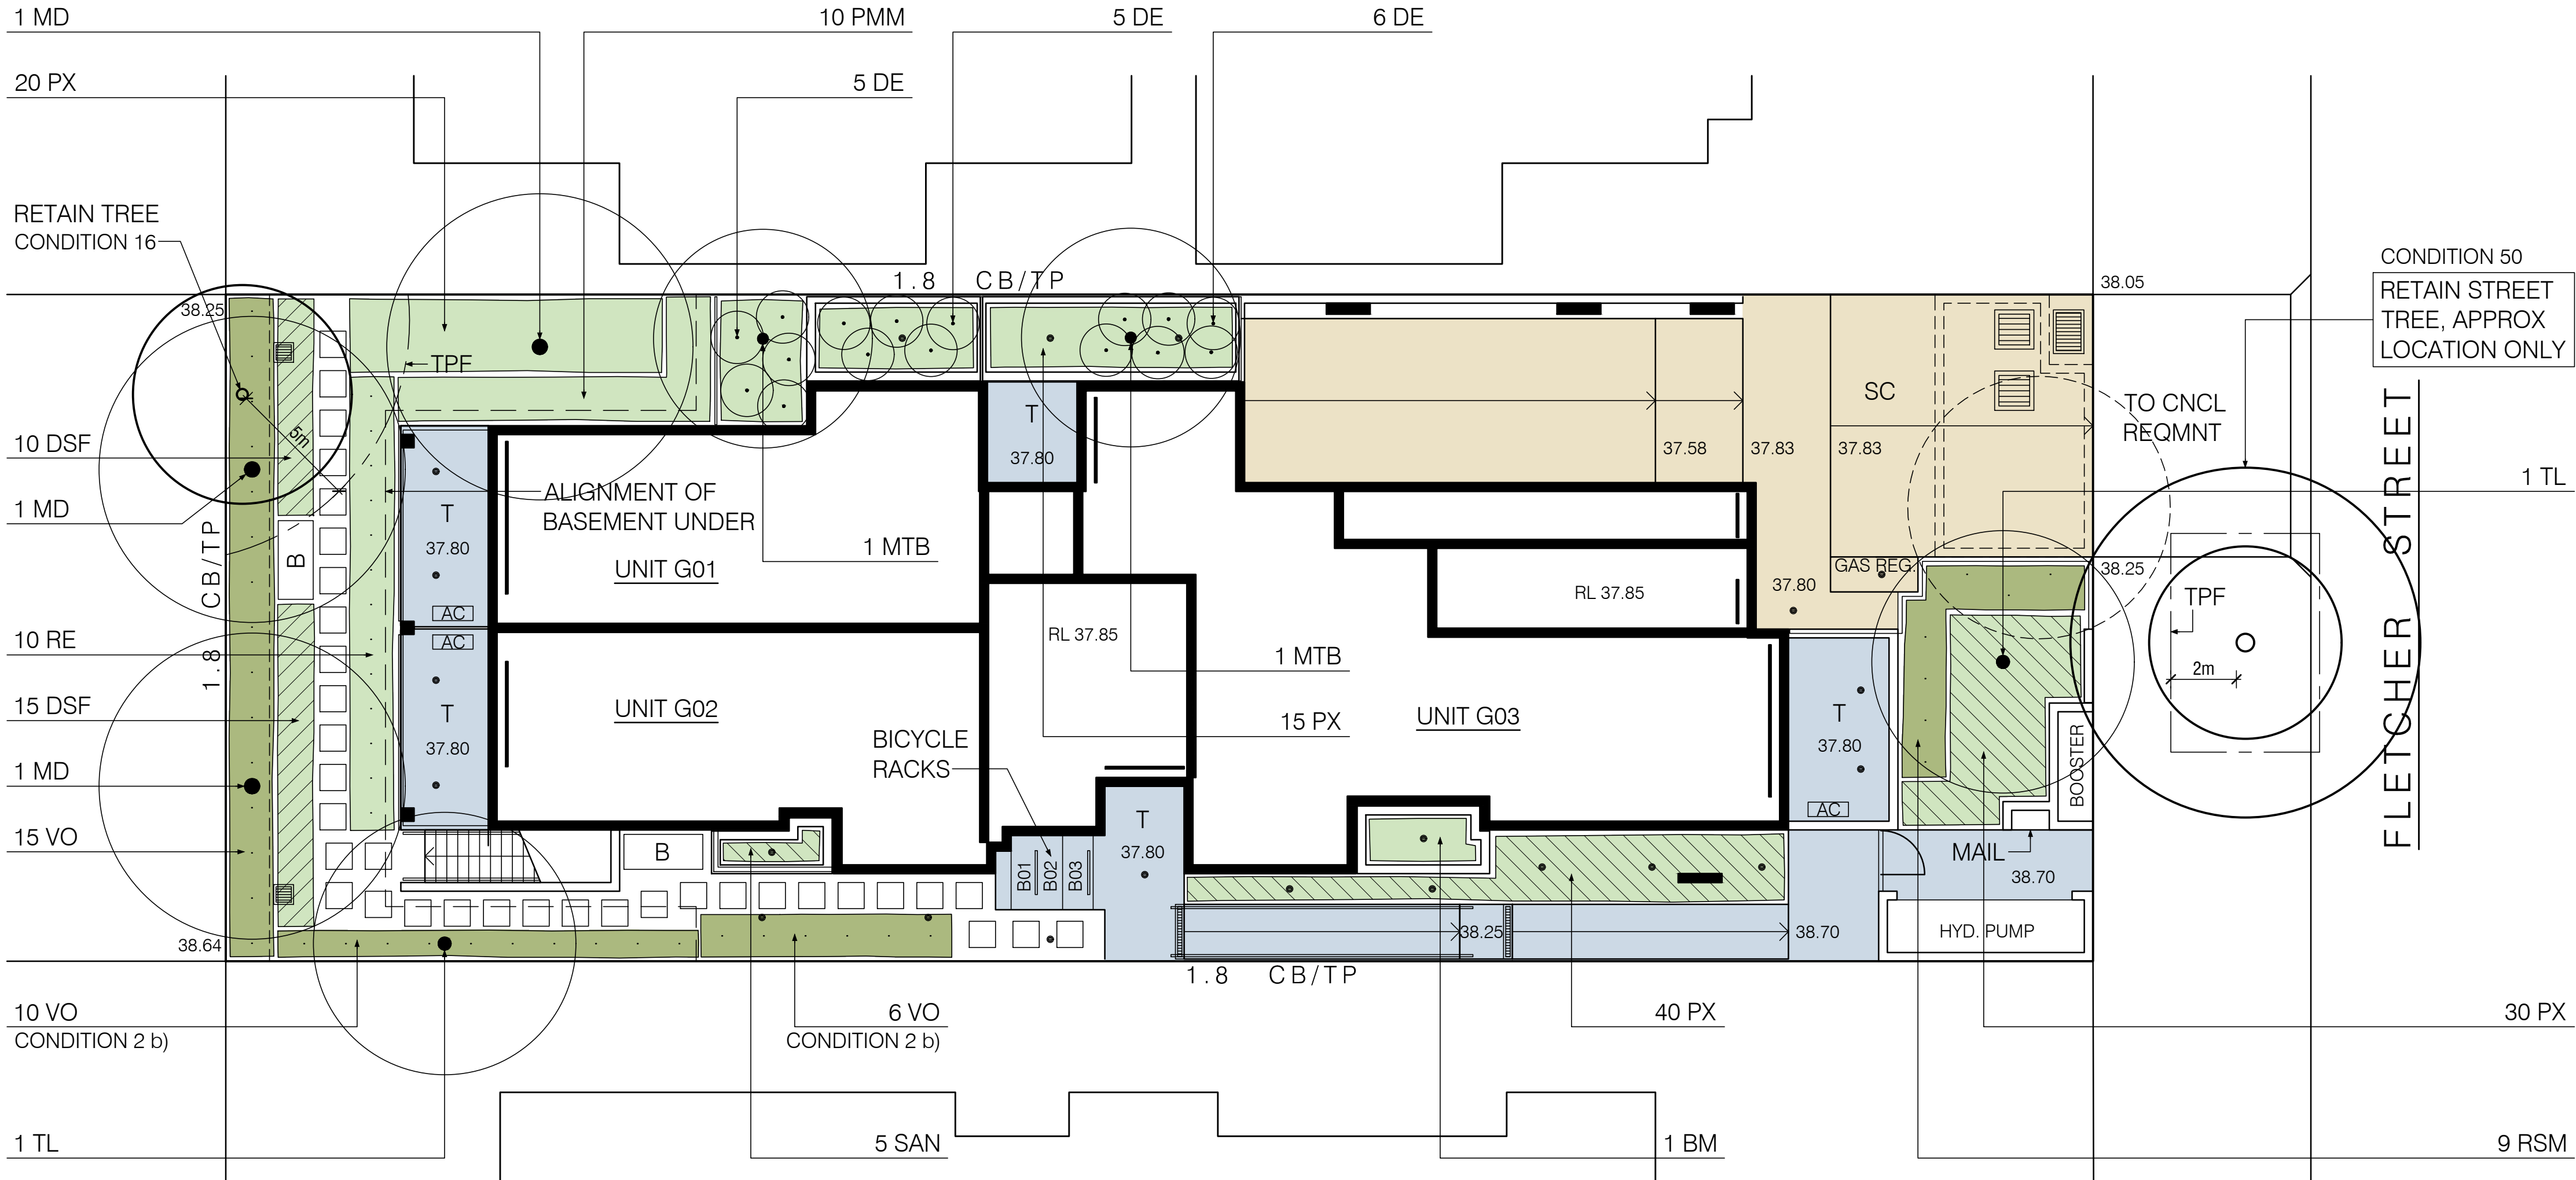 1 MD
10 PMM
5 DE
6 DE
20 PX
5 DE
RETAIN TREE
CONDITION 16
1.8 CB/TP
CONDITION 50
38.05
RETAIN STREET
TREE, APPROX
LOCATION ONLY
38.25
TPF
SC
TO CNCL
REQMNT
T
37.80
37.58
37.83
37.83
5m
10 DSF
1 MD
ALIGNMENT OF
BASEMENT UNDER
T
37.80
1 TL
1.8 CB/TP
B
1 MTB
UNIT G01
GAS REG.
38.25
37.80
RL 37.85
TPF
AC
AC
RL 37.85
10 RE
1 MTB
2m
FLETCHER STREET
15 DSF
T
37.80
UNIT G02
15 PX
UNIT G03
T
37.80
BICYCLE
RACKS
1 MD
BOOSTER
AC
15 VO
B
T
37.80
B01
B02
B03
MAIL
38.70
38.64
38.25
38.70
HYD. PUMP
1.8 CB/TP
10 VO
CONDITION 2 b)
6 VO
CONDITION 2 b)
40 PX
30 PX
1 TL
5 SAN
1 BM
9 RSM